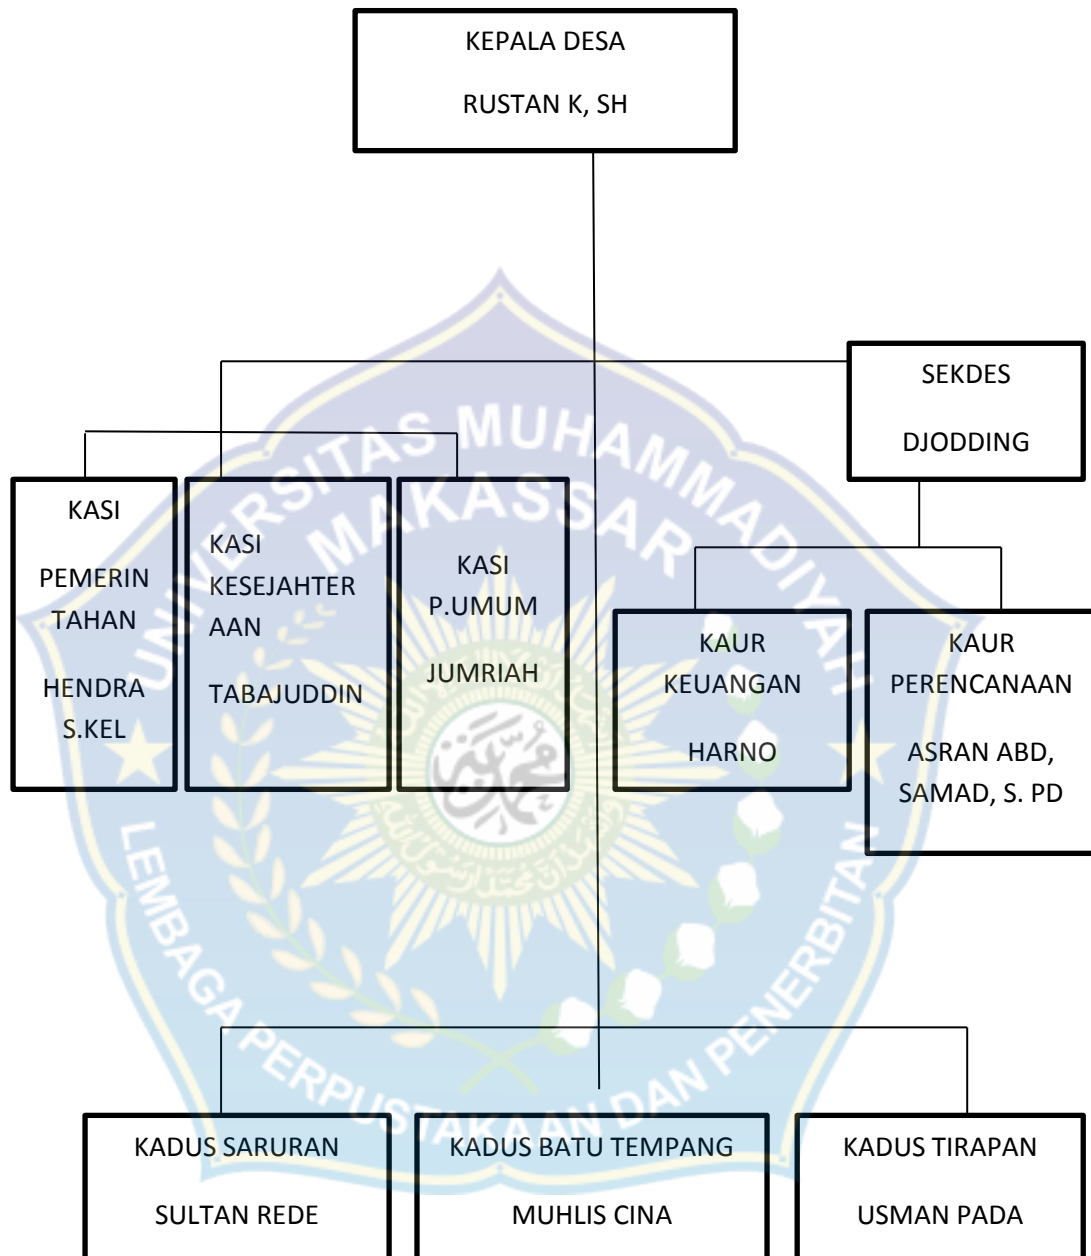 KEPALA DESA
RUSTAN K, SH
SEKDES
DJODDING
KASI
PEMERIN
TAHAN
HENDRA
S.KEL
KASI
KESEJAHTER
AAN
TABAJUDDIN
KASI
P.UMUM
JUMRIAH
KAUR
KEUANGAN
HARNO
KAUR
PERENCANAAN
ASRAN ABD,
SAMAD, S. PD
KADUS SARURAN
SULTAN REDE
KADUS BATU TEMPANG
MUHLIS CINA
KADUS TIRAPAN
USMAN PADA
UNIVERSITAS MUHAMMADIYAH
MAKASSAR
LEMBAGA PERPUSTAKAAN DAN PENERBITAN